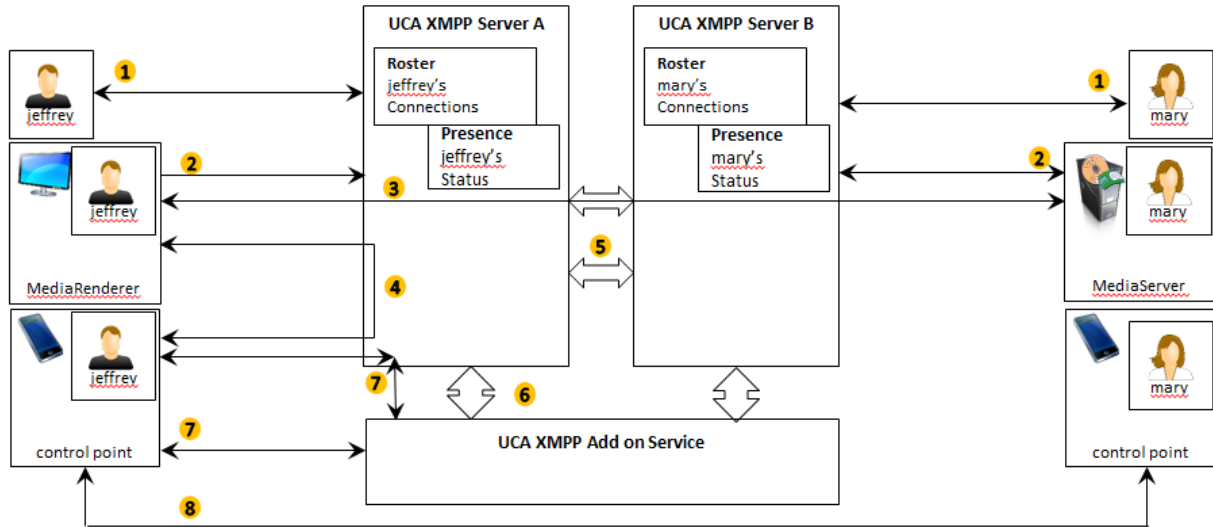 UCA XMPP Server A
UCA XMPP Server B
Roster
jeffrey's
Connections
Presence
jeffrey's
Status
Roster
mary's
Connections
Presence
mary's
Status
1
jeffrey
1
mary
2
jeffrey
MediaRenderer
2
mary
MediaServer
3
4
5
jeffrey
control point
mary
control point
6
7
7
UCA XMPP Add on Service
8